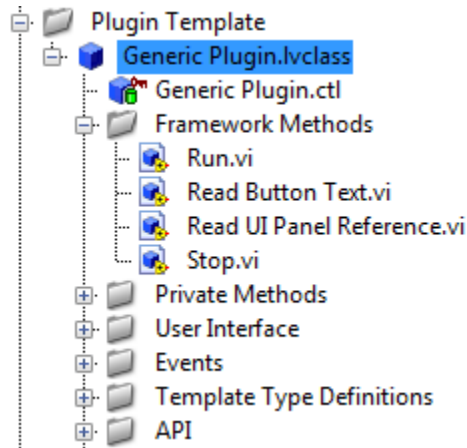 Plugin Template
Generic Plugin.lvclass
Generic Plugin.ctl
Framework Methods
Run.vi
Read Button Text.vi
Read UI Panel Reference.vi
Stop.vi
Private Methods
User Interface
Events
Template Type Definitions
API